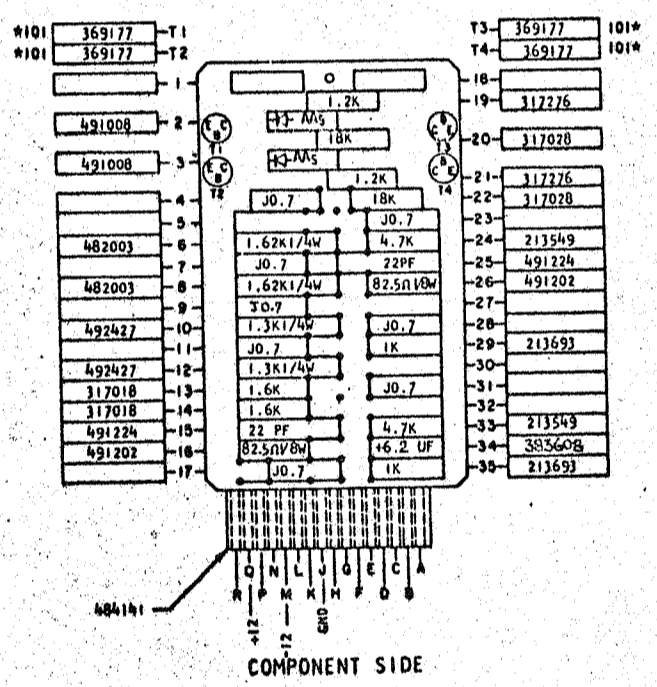 *101 369177 T1
*101 369177 T2
T3 369177 101*
T4 369177 101*
1
491008 2
491008 3
4
5
482003 6
7
482003 8
9
492427 10
11
492427 12
317018 13
317018 14
491224 15
491202 16
17
E C B
T1
E C B
T2
B C E
T3
B C E
T4
1.2K
S
18K
S
1.2K
J0.7 18K
J0.7
1.62K1/4W 4.7K
J0.7 22PF
1.62K1/4W 82.5Ω1/8W
J0.7
1.3K1/4W J0.7
J0.7 1K
1.3K1/4W
1.6K J0.7
1.6K
22 PF 4.7K
82.5Ω1/8W +6.2 UF
J0.7 1K
18
19 317276
20 317028
21 317276
22 317028
23
24 213549
25 491224
26 491202
27
28
29 213693
30
31
32
33 213549
34 383608
35 213693
484141
R Q P N M L K J H G F E D C B A
+12 -12 GND
COMPONENT SIDE